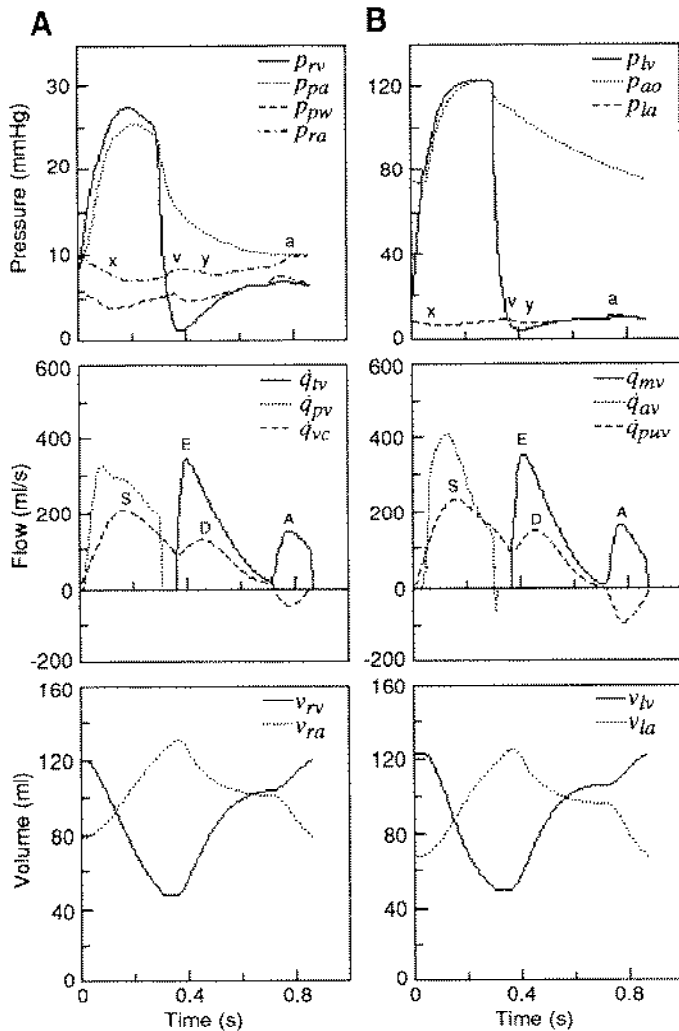 A
B
30
20
10
0
Pressure (mmHg)
p_rv
p_pa
p_pw
p_ra
x
v
y
a
120
80
40
0
p_lv
p_ao
p_la
x
v
y
a
600
400
200
0
-200
Flow (ml/s)
q̇_tv
q̇_pv
q̇_vc
S
E
D
A
600
400
200
0
-200
q̇_mv
q̇_av
q̇_puv
S
E
D
A
160
120
80
40
0
Volume (ml)
v_rv
v_ra
0
0.4
0.8
Time (s)
160
120
80
40
0
v_lv
v_la
0
0.4
0.8
Time (s)